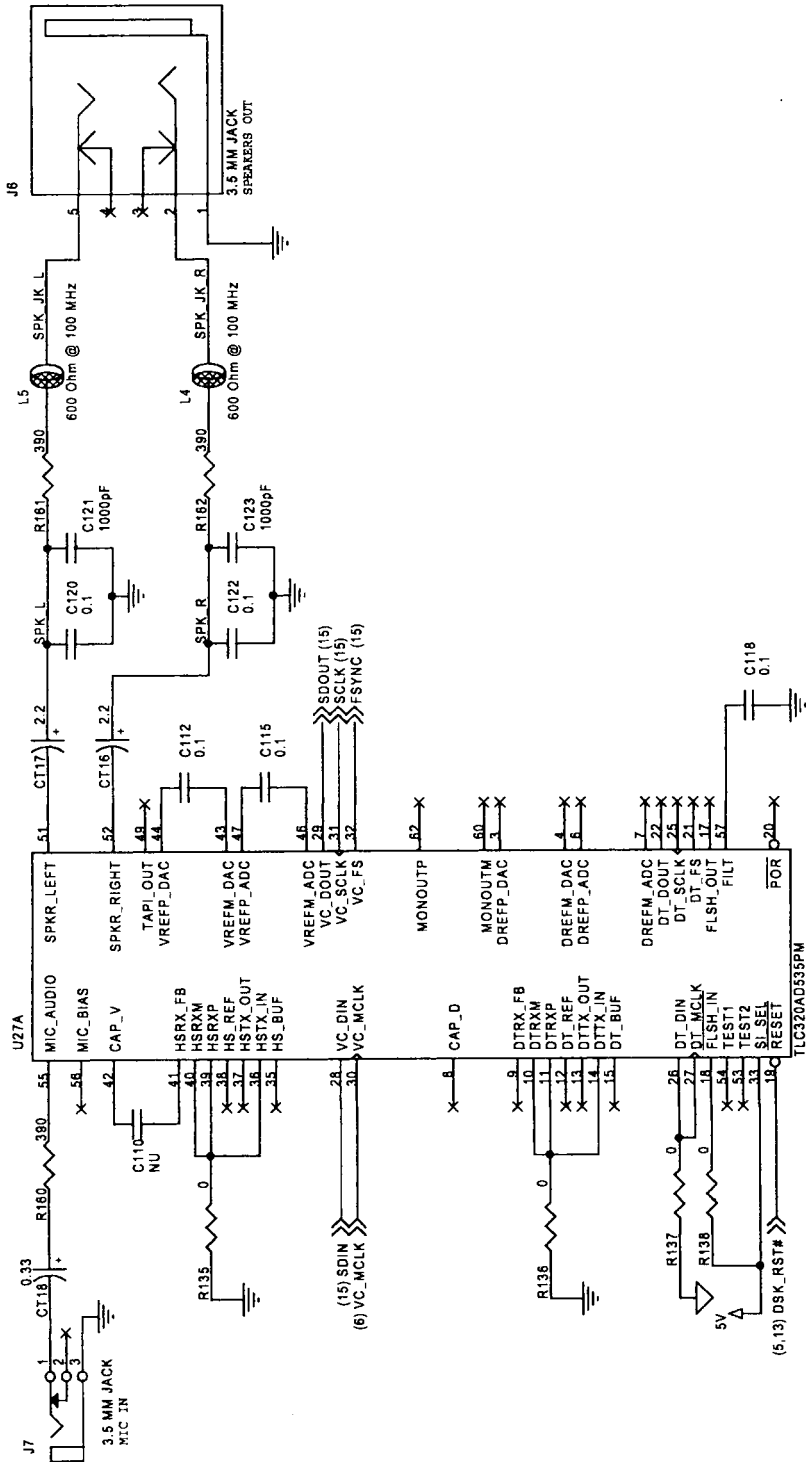 J7
3.5 MM JACK
MIC IN
1
2
3
CT18
0.33
R160
390
U27A
55
MIC_AUDIO
56
MIC_BIAS
42
CAP_V
C110
NU
41
HSRX_FB
40
HSRXM
39
HSRXP
38
HS_REF
37
HSTX_OUT
36
HSTX_IN
35
HS_BUF
R135
0
(15) SDIN
28
VC_DIN
(6) VC_MCLK
30
VC_MCLK
8
CAP_D
9
DTRX_FB
10
DTRXM
11
DTRXP
12
DT_REF
13
DTTX_OUT
14
DTTX_IN
15
DT_BUF
R136
0
26
DT_DIN
27
DT_MCLK
18
FLSH_IN
54
TEST1
53
TEST2
33
SI_SEL
19
RESET
R137
0
R138
0
5V
(5,13) DSK_RST#
TLC320AD535PM
SPKR_LEFT
51
SPKR_RIGHT
52
TAPI_OUT
49
VREFP_DAC
44
VREFM_DAC
43
VREFP_ADC
47
VREFM_ADC
46
VC_DOUT
29
VC_SCLK
31
VC_FS
32
MONOUTP
62
MONOUTM
60
DREFP_DAC
3
DREFM_DAC
4
DREFP_ADC
6
DREFM_ADC
7
DT_DOUT
22
DT_SCLK
25
DT_FS
21
FLSH_OUT
17
FILT
57
POR
20
CT17
2.2
CT16
2.2
C112
0.1
C115
0.1
SDOUT (15)
SCLK (15)
FSYNC (15)
C118
0.1
SPK_L
C120
0.1
C121
1000pF
R161
390
L5
600 Ohm @ 100 MHz
SPK_JK_L
SPK_R
C122
0.1
C123
1000pF
R162
390
L4
600 Ohm @ 100 MHz
SPK_JK_R
J6
5
4
3
2
1
3.5 MM JACK
SPEAKERS OUT